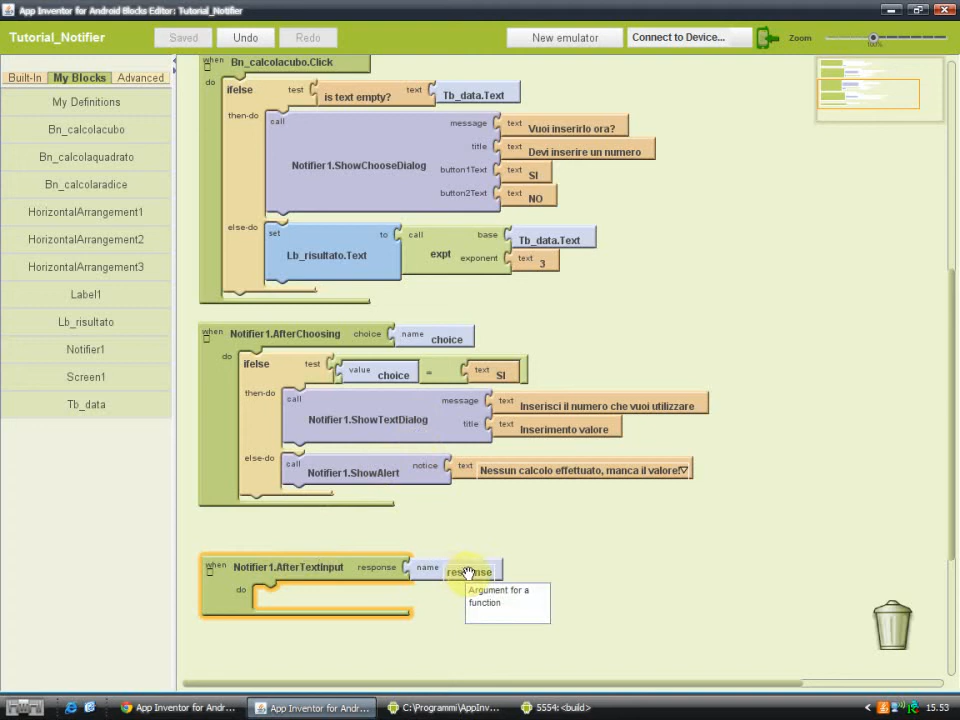 App Inventor for Android Blocks Editor: Tutorial_Notifier
Tutorial_Notifier
Saved
Undo
Redo
New emulator
Connect to Device...
Zoom
100%
Built-In
My Blocks
Advanced
My Definitions
Bn_calcolacubo
Bn_calcolaquadrato
Bn_calcolaradice
HorizontalArrangement1
HorizontalArrangement2
HorizontalArrangement3
Label1
Lb_risultato
Notifier1
Screen1
Tb_data
when Bn_calcolacubo.Click
do
ifelse test is text empty? text Tb_data.Text
then-do call
Notifier1.ShowChooseDialog
message text Vuoi inserirlo ora?
title text Devi inserire un numero
button1Text text SI
button2Text text NO
else-do set
Lb_risultato.Text to call
expt base Tb_data.Text
exponent text 3
when Notifier1.AfterChoosing choice name choice
do
ifelse test value choice = text SI
then-do call
Notifier1.ShowTextDialog
message text Inserisci il numero che vuoi utilizzare
title text Inserimento valore
else-do call
Notifier1.ShowAlert notice text Nessun calcolo effettuato, manca il valore!
when Notifier1.AfterTextInput response name response
do
Argument for a
function
App Inventor for Andr...
App Inventor for Andr...
C:\Programmi\AppInv...
5554:<build>
15.53